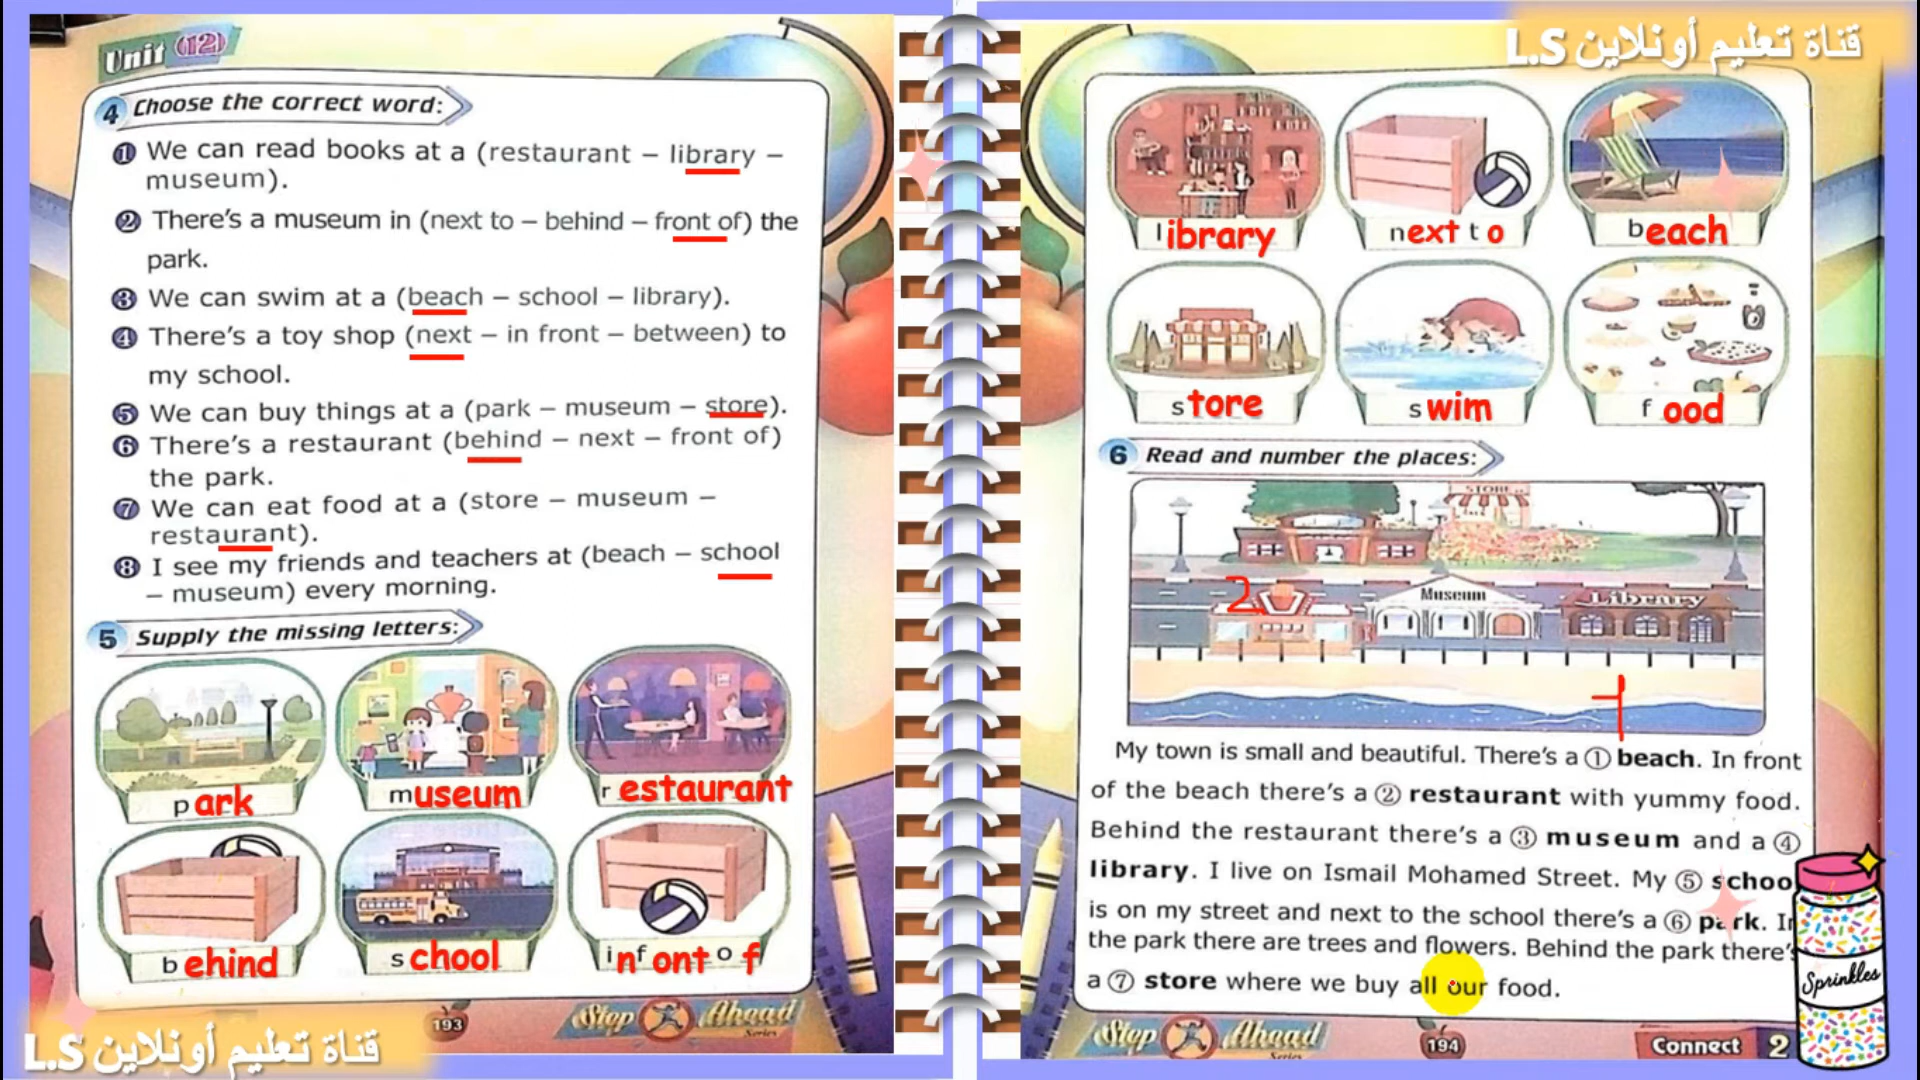 قناة تعليم أونلاين L.S
Unit (12)
4 Choose the correct word:
① We can read books at a (restaurant – library –
museum).
② There's a museum in (next to – behind – front of) the
park.
③ We can swim at a (beach – school – library).
④ There's a toy shop (next – in front – between) to
my school.
⑤ We can buy things at a (park – museum – store).
⑥ There's a restaurant (behind – next – front of)
the park.
⑦ We can eat food at a (store – museum –
restaurant).
⑧ I see my friends and teachers at (beach – school
– museum) every morning.
5 Supply the missing letters:
park museum restaurant
behind school in f ont of
193
Step Ahead
Series
قناة تعليم أونلاين L.S
library next to beach
store swim food
6 Read and number the places:
STORE
2
Museum
Library
1
My town is small and beautiful. There's a ① beach. In front
of the beach there's a ② restaurant with yummy food.
Behind the restaurant there's a ③ museum and a ④
library. I live on Ismail Mohamed Street. My ⑤ schoo
is on my street and next to the school there's a ⑥ park. In
the park there are trees and flowers. Behind the park there's
a ⑦ store where we buy all our food.
Sprinkles
Step Ahead
Series
194
Connect 2